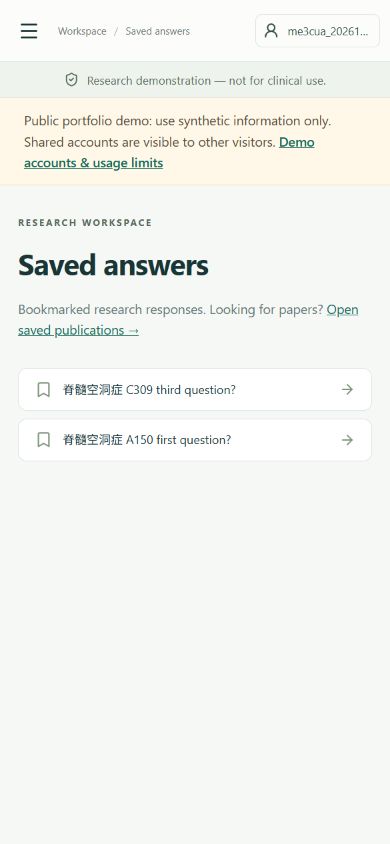 Workspace / Saved answers
me3cua_20261...
Research demonstration — not for clinical use.
Public portfolio demo: use synthetic information only.
Shared accounts are visible to other visitors. Demo
accounts & usage limits
RESEARCH WORKSPACE
Saved answers
Bookmarked research responses. Looking for papers? Open
saved publications →
脊髓空洞症 C309 third question?
脊髓空洞症 A150 first question?